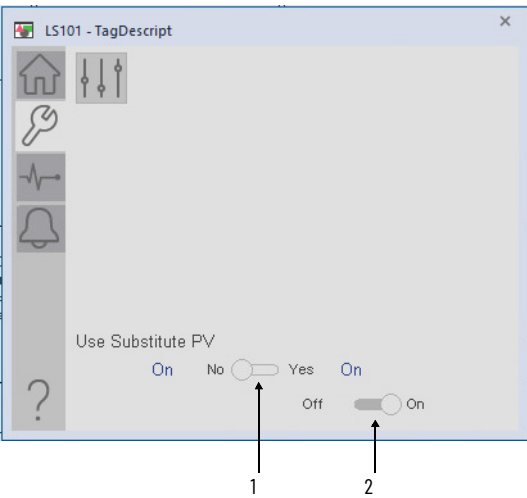 LS101 - TagDescript
×
Use Substitute PV
On No Yes On
Off On
?
1 2